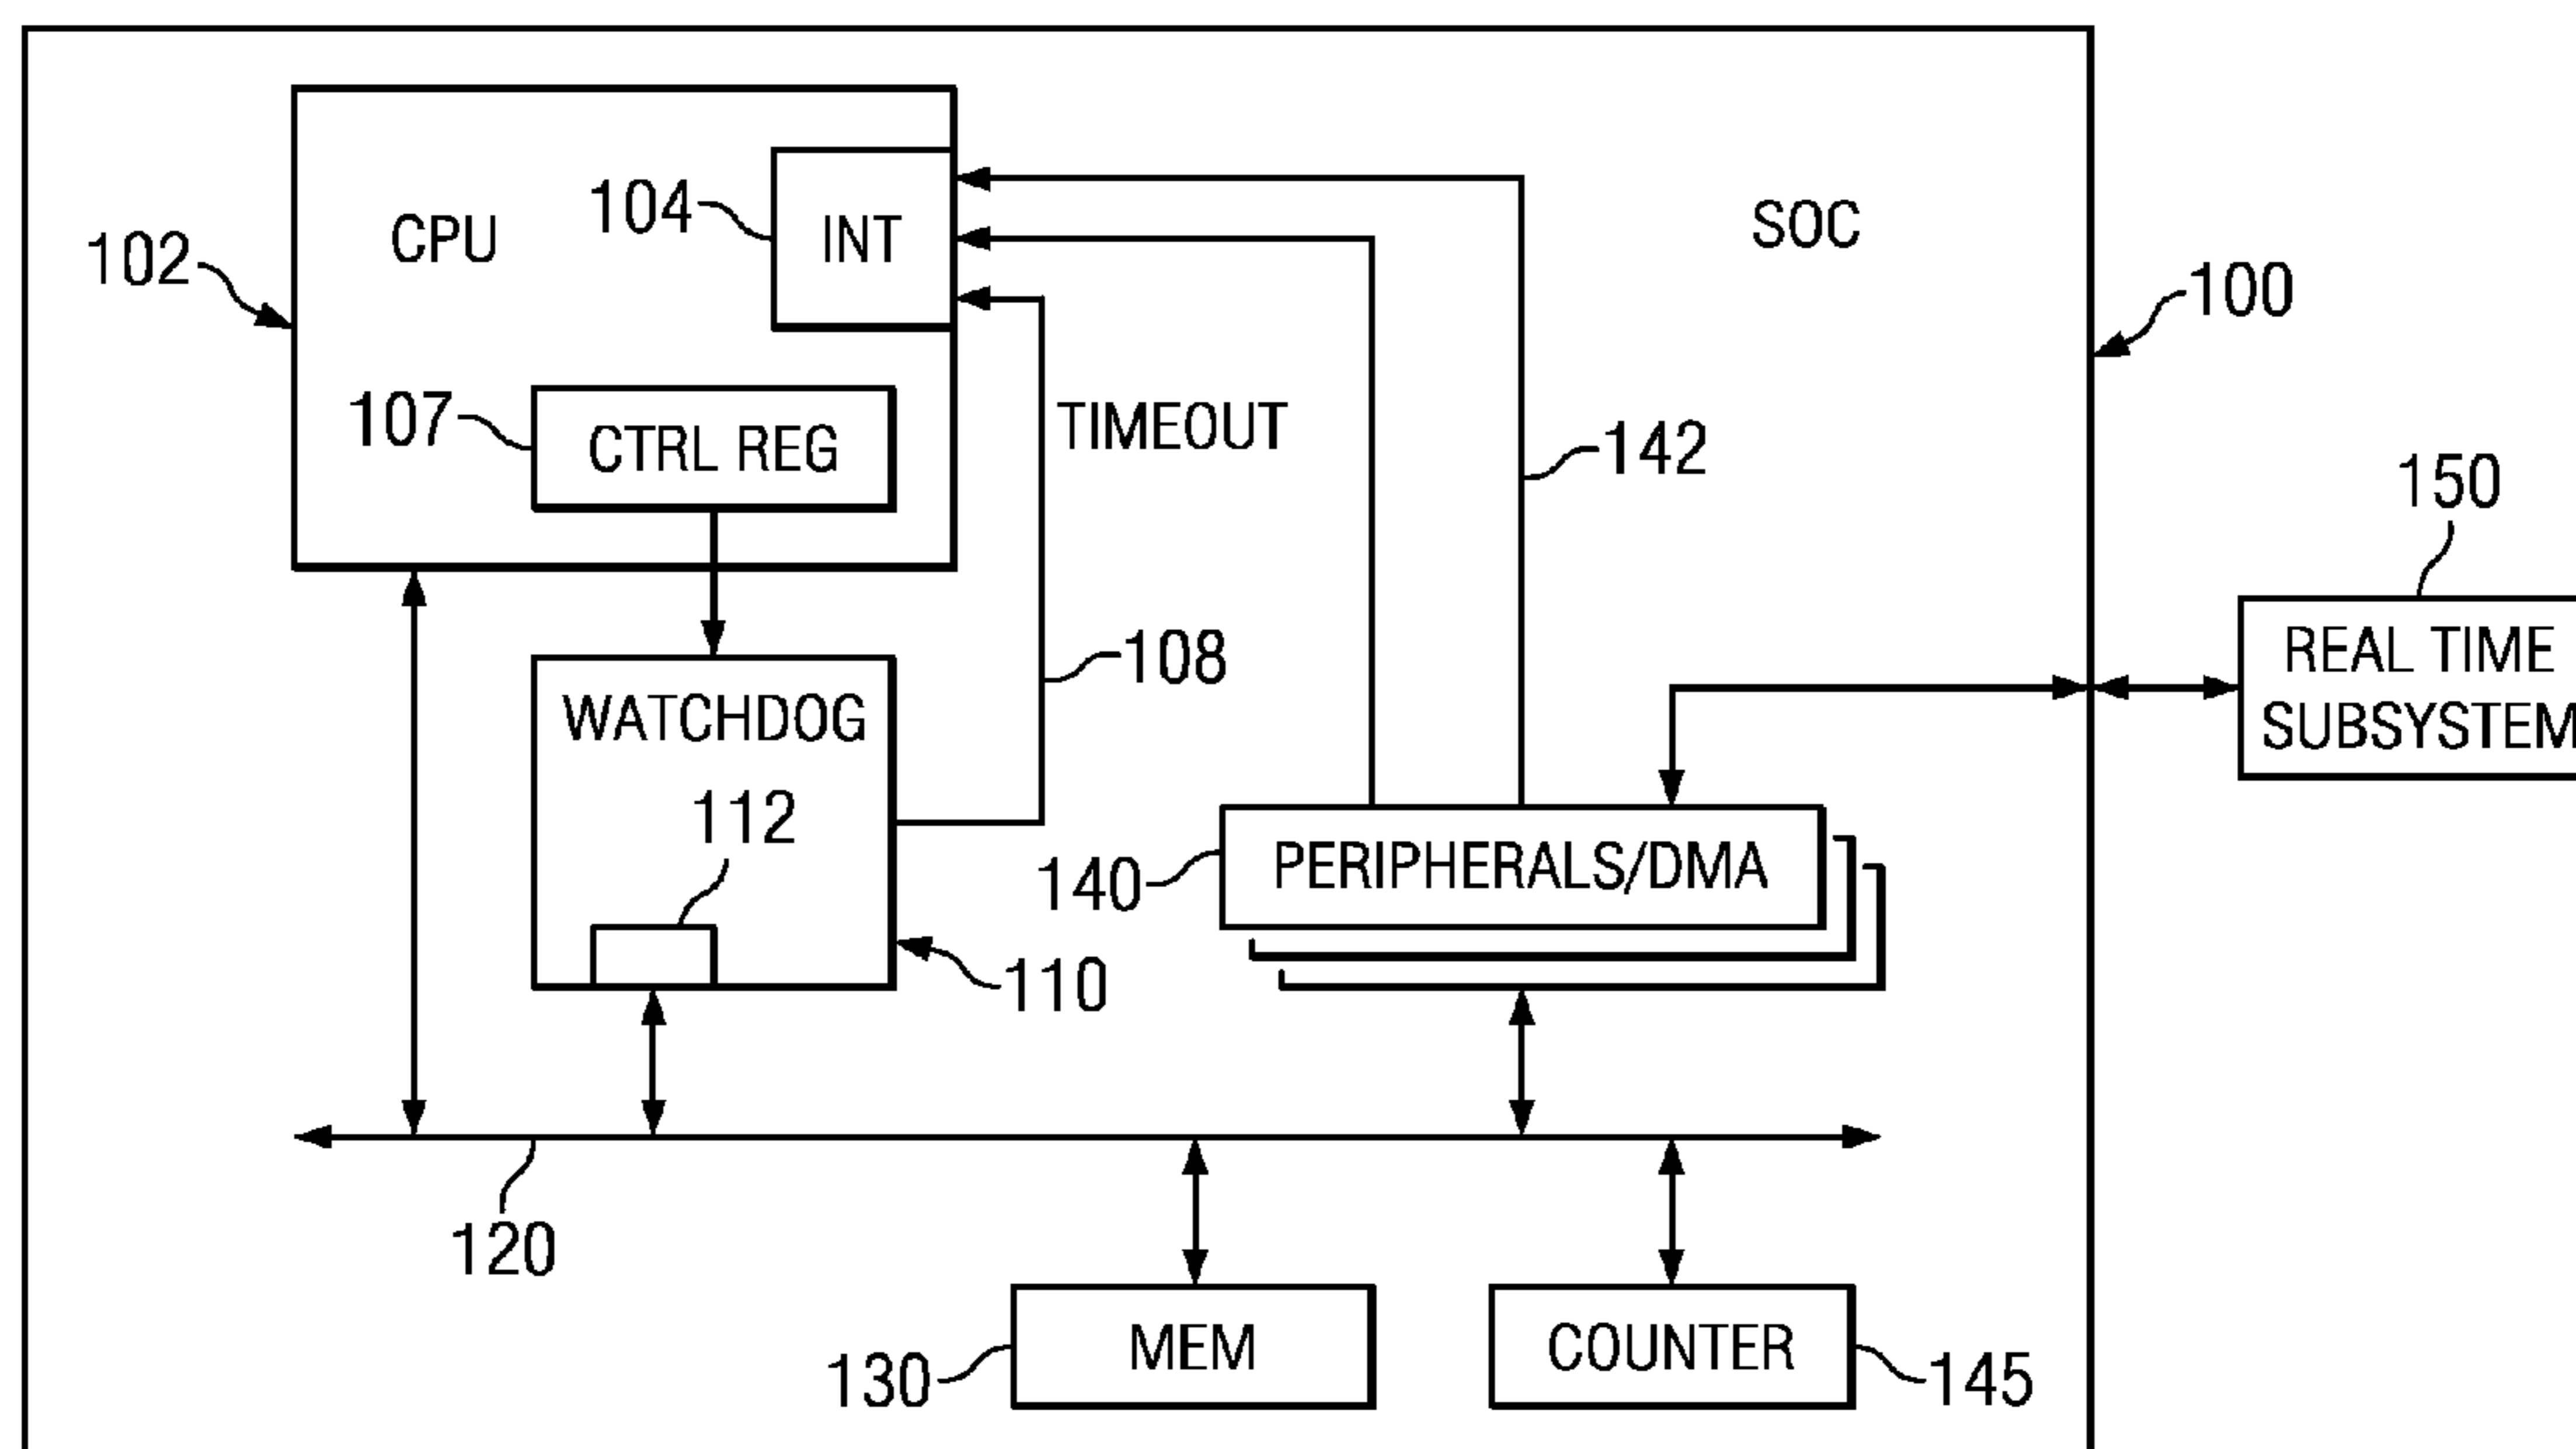 CPU
104
INT
SOC
102
100
107
CTRL REG
TIMEOUT
142
150
REAL TIME
SUBSYSTEM
108
WATCHDOG
112
140
PERIPHERALS/DMA
110
120
MEM
130
COUNTER
145